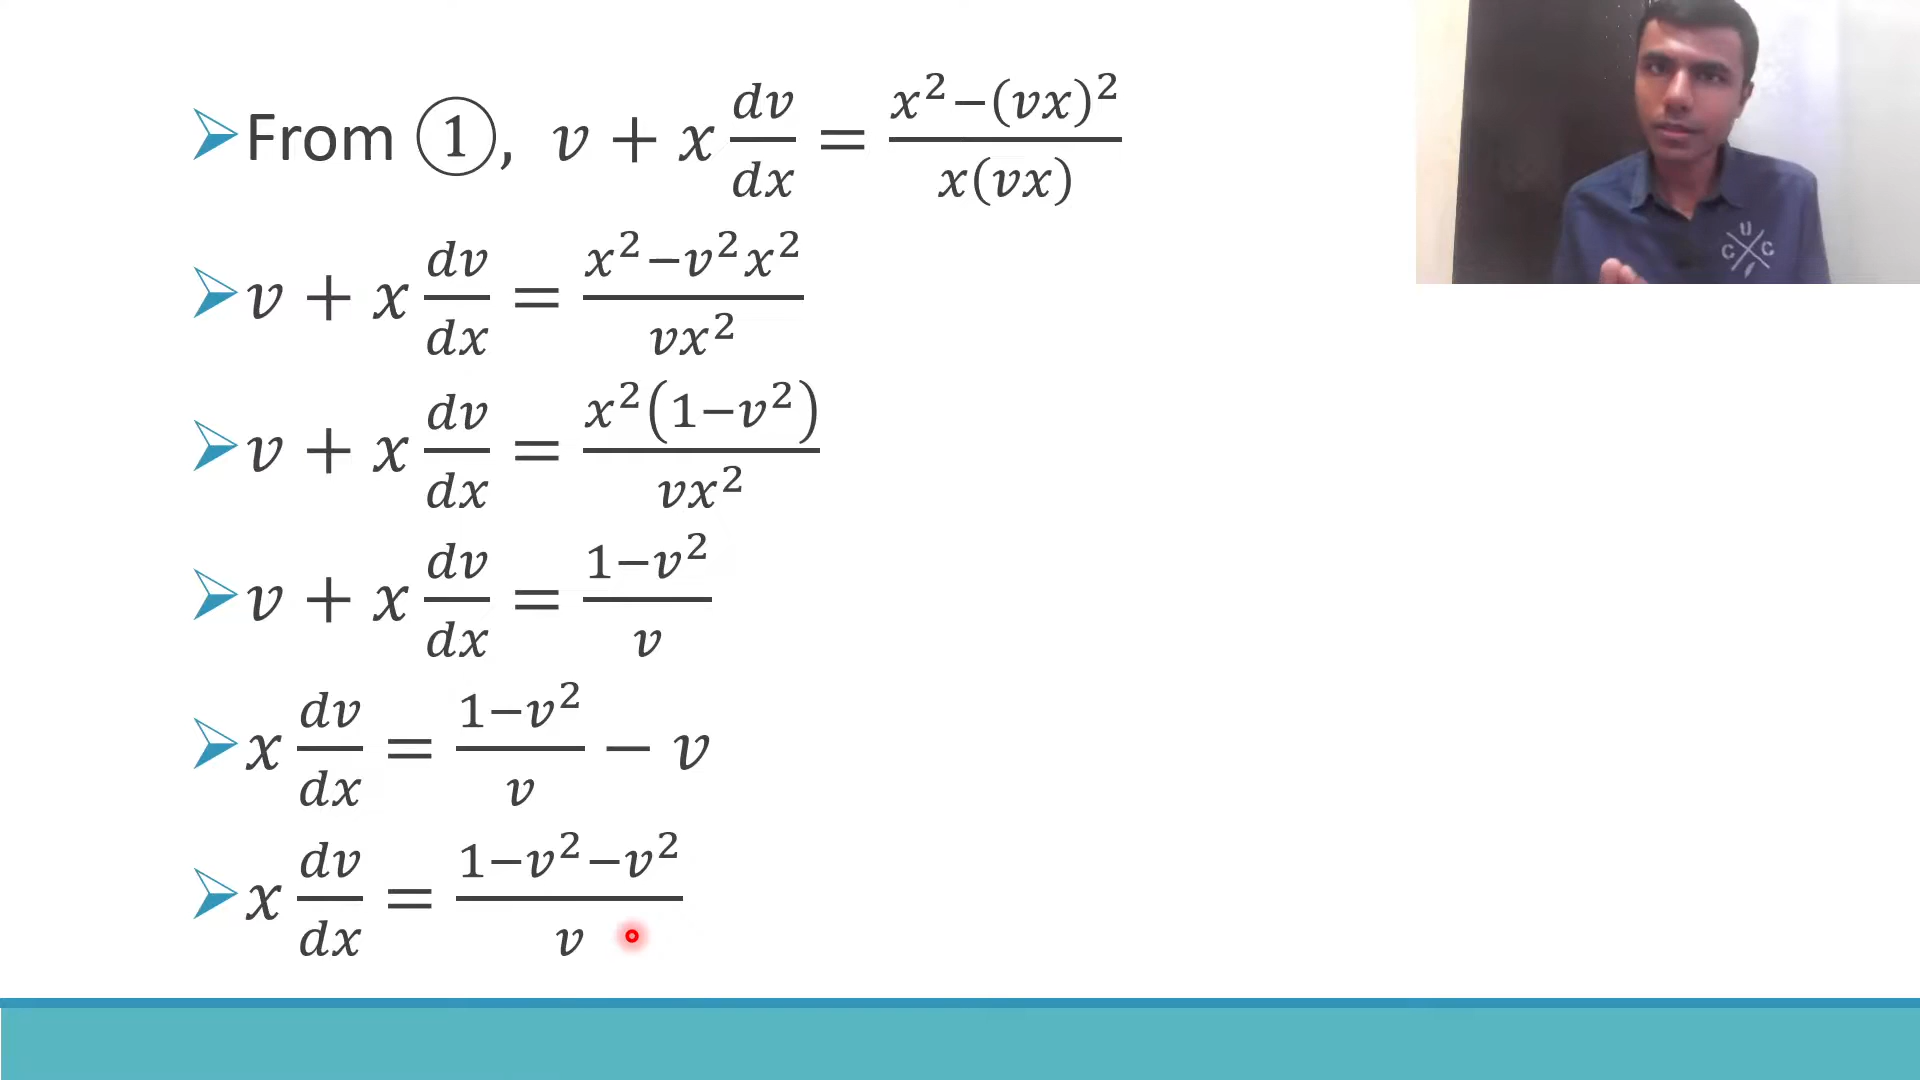 From ①, v + x dv/dx = x²−(vx)²/x(vx)
v + x dv/dx = x²−v²x²/vx²
v + x dv/dx = x²(1−v²)/vx²
v + x dv/dx = 1−v²/v
x dv/dx = 1−v²/v − v
x dv/dx = 1−v²−v²/v
U
C C